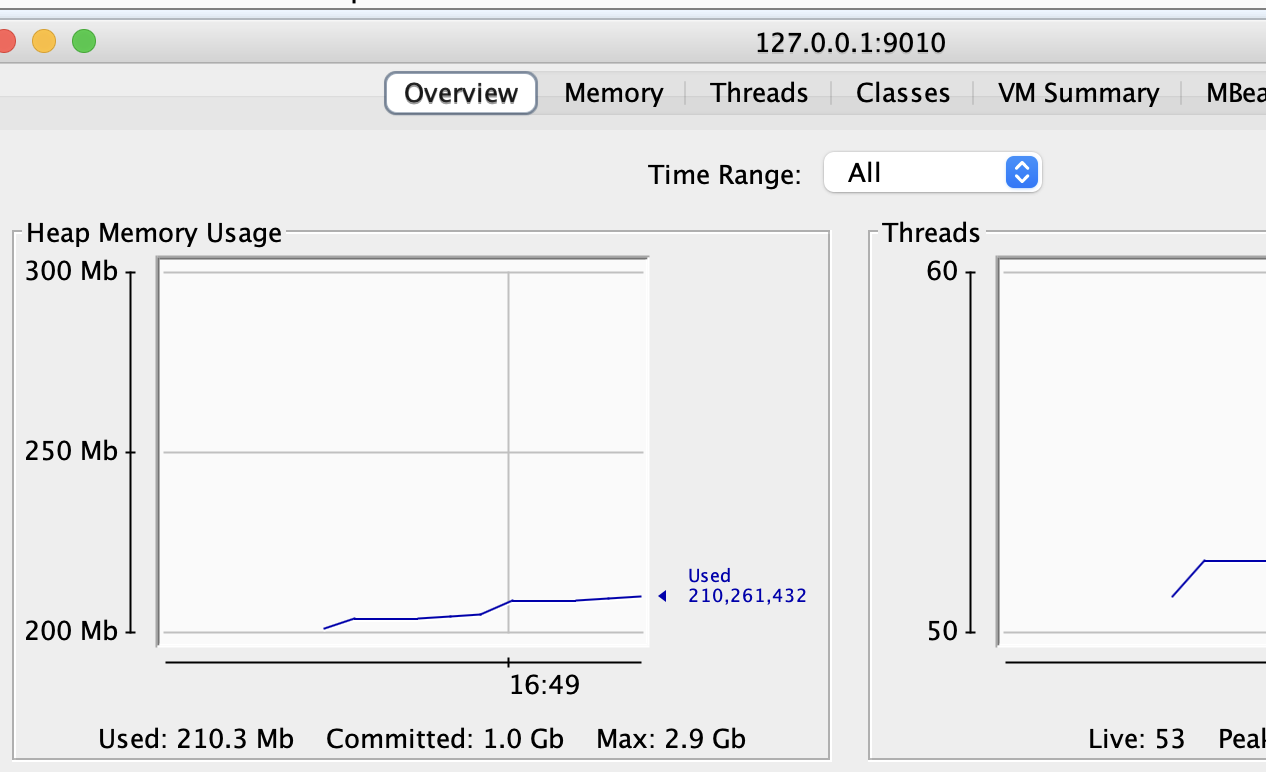 127.0.0.1:9010
Overview Memory Threads Classes VM Summary MBea
Time Range: All
Heap Memory Usage
300 Mb
250 Mb
200 Mb
Used
210,261,432
16:49
Used: 210.3 Mb Committed: 1.0 Gb Max: 2.9 Gb
Threads
60
50
Live: 53 Peak